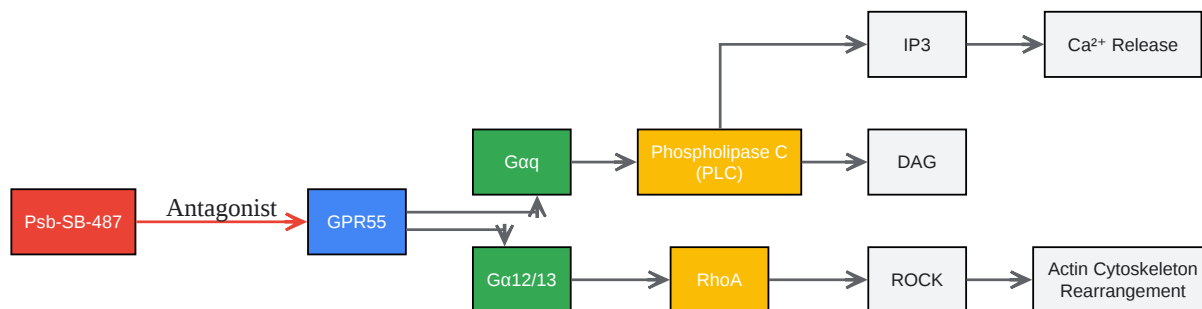 IP3
Ca²⁺ Release
Gαq
Phospholipase C
(PLC)
DAG
Psb-SB-487
Antagonist
GPR55
Gα12/13
RhoA
ROCK
Actin Cytoskeleton
Rearrangement